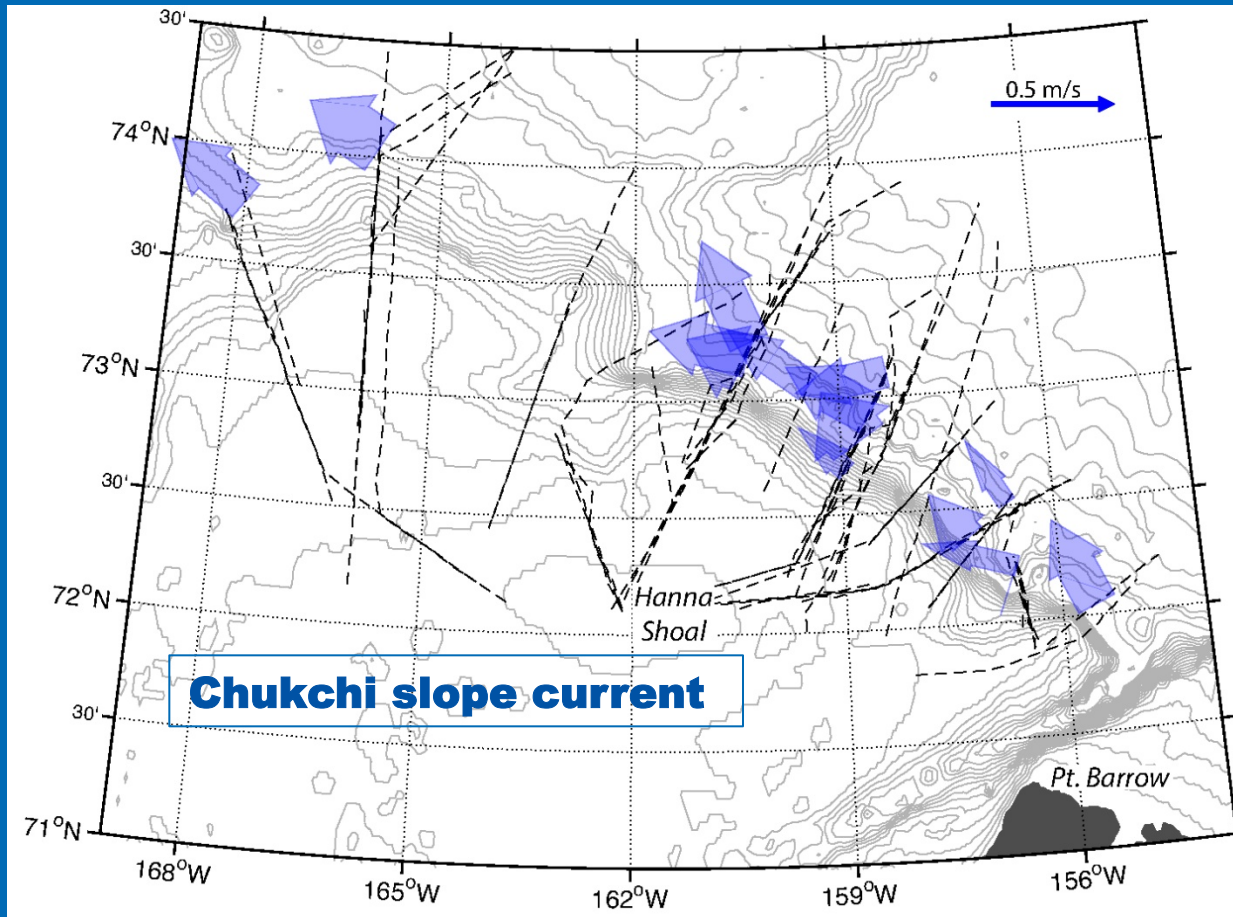 30'
0.5 m/s
74°N
30'
73°N
30'
72°N
Hanna
Shoal
Chukchi slope current
30'
Pt. Barrow
71°N
168°W
165°W
162°W
159°W
156°W